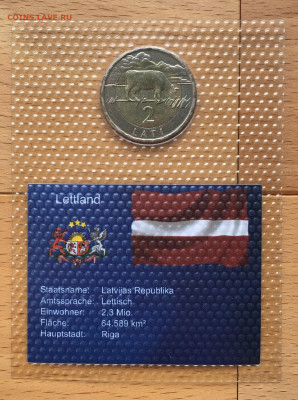 COINS.LAVE.RU
2
LATI
Lettland
Staatsname: Latvijas Republika
Amtssprache: Lettisch
Einwohner: 2,3 Mio.
Fläche: 64.589 km²
Hauptstadt: Riga